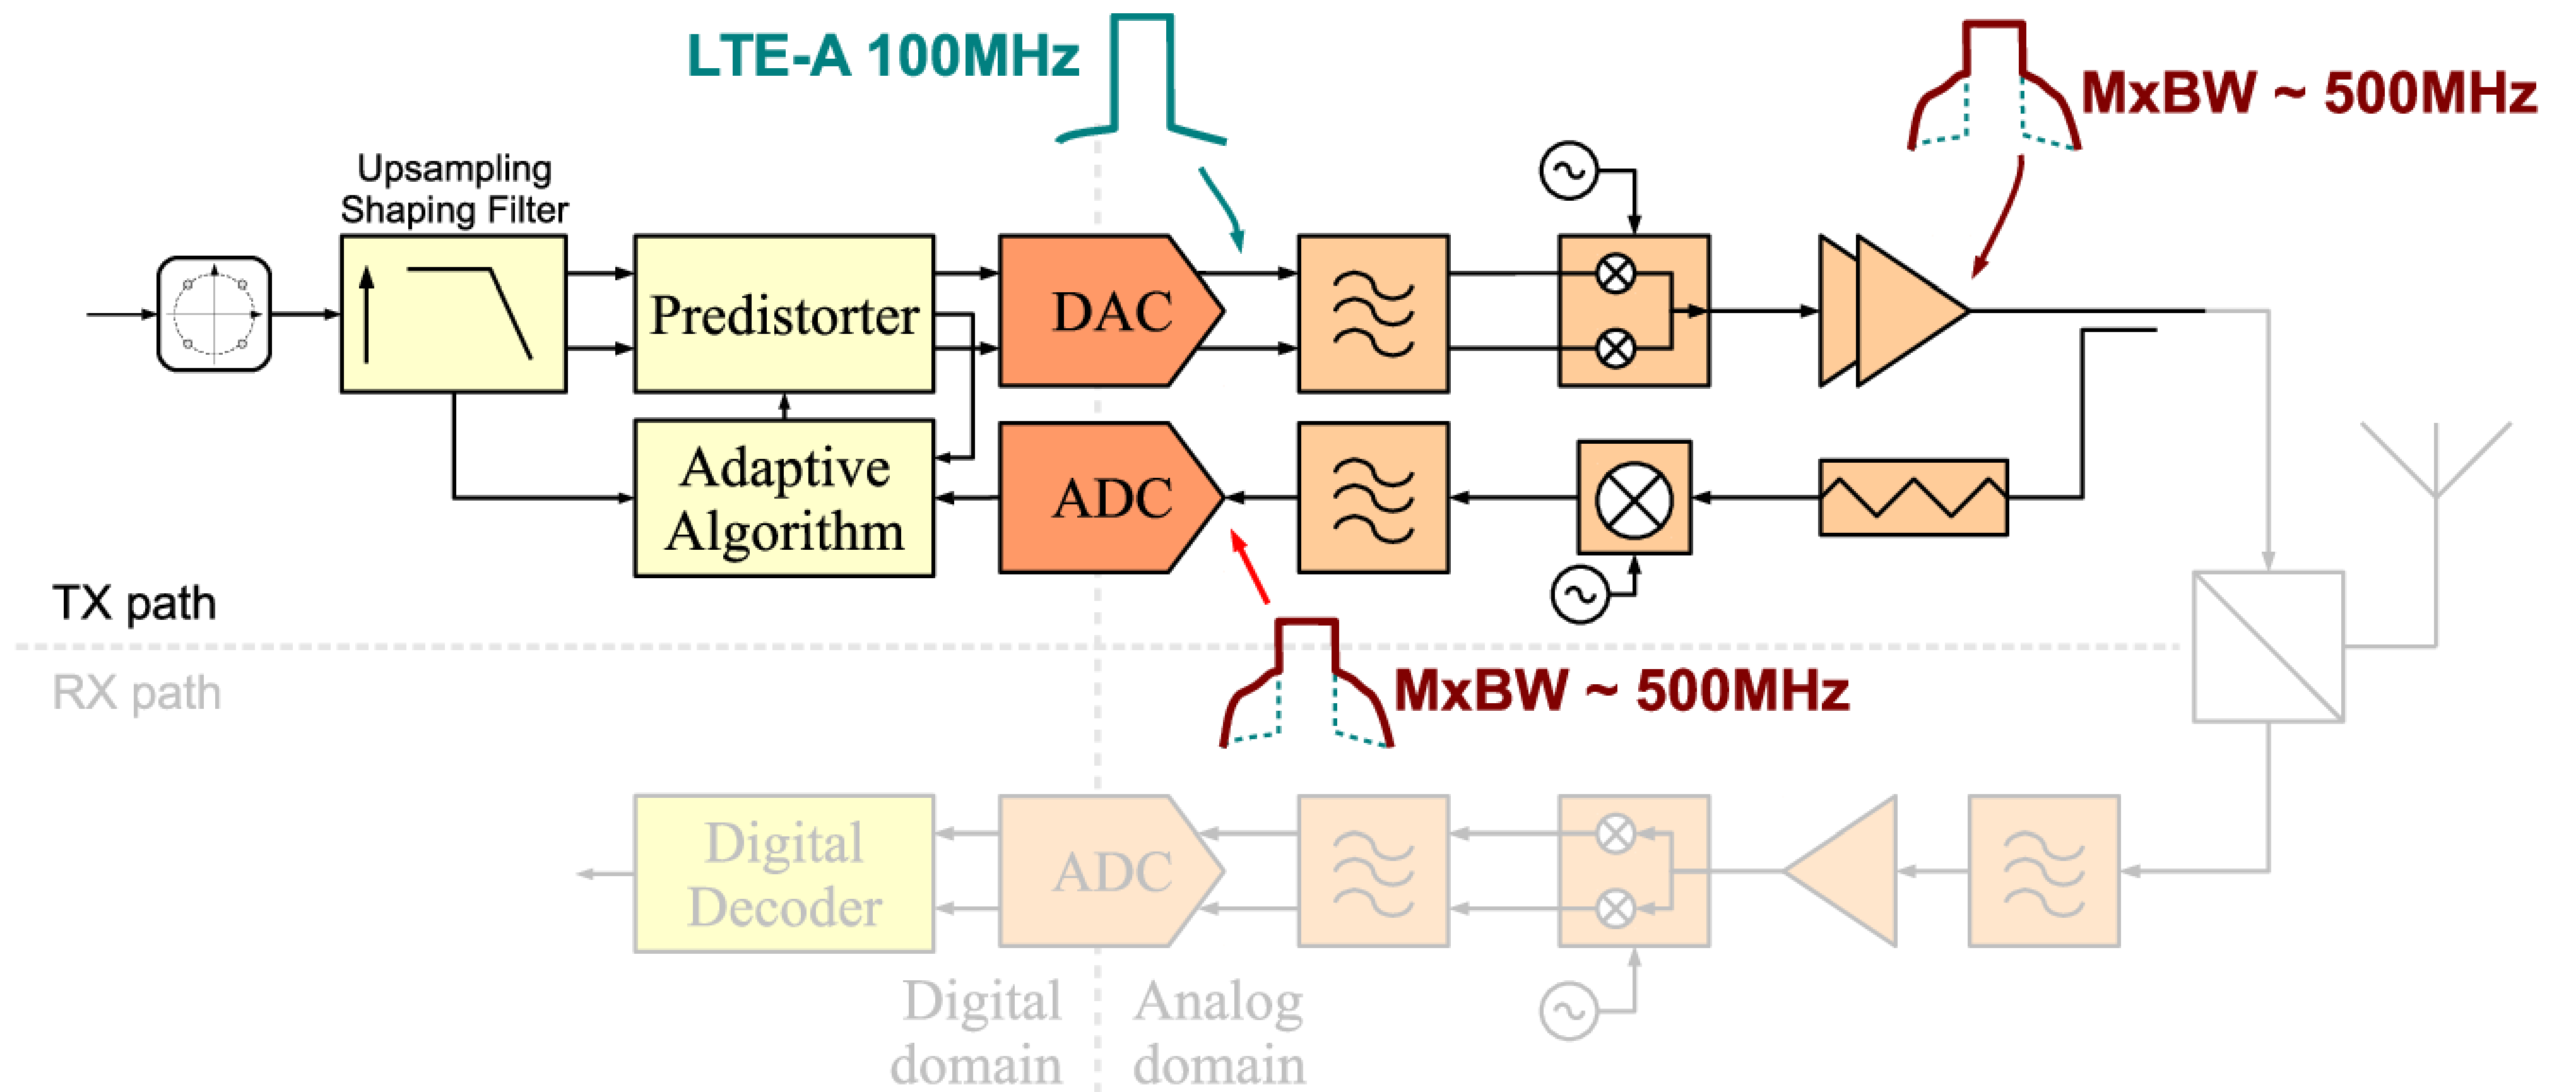 LTE-A 100MHz
MxBW ~ 500MHz
Upsampling
Shaping Filter
Predistorter
DAC
Adaptive
Algorithm
ADC
TX path
RX path
MxBW ~ 500MHz
Digital
Decoder
ADC
Digital
domain
Analog
domain